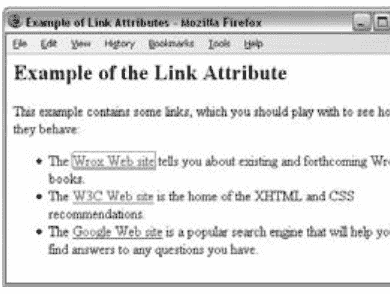 Example of Link Attributes - Mozilla Firefox
File Edit View History Bookmarks Tools Help
Example of the Link Attribute
This example contains some links, which you should play with to see ho
they behave:
• The Wrox Web site tells you about existing and forthcoming Wro
books.
• The W3C Web site is the home of the XHTML and CSS
recommendations.
• The Google Web site is a popular search engine that will help yo
find answers to any questions you have.